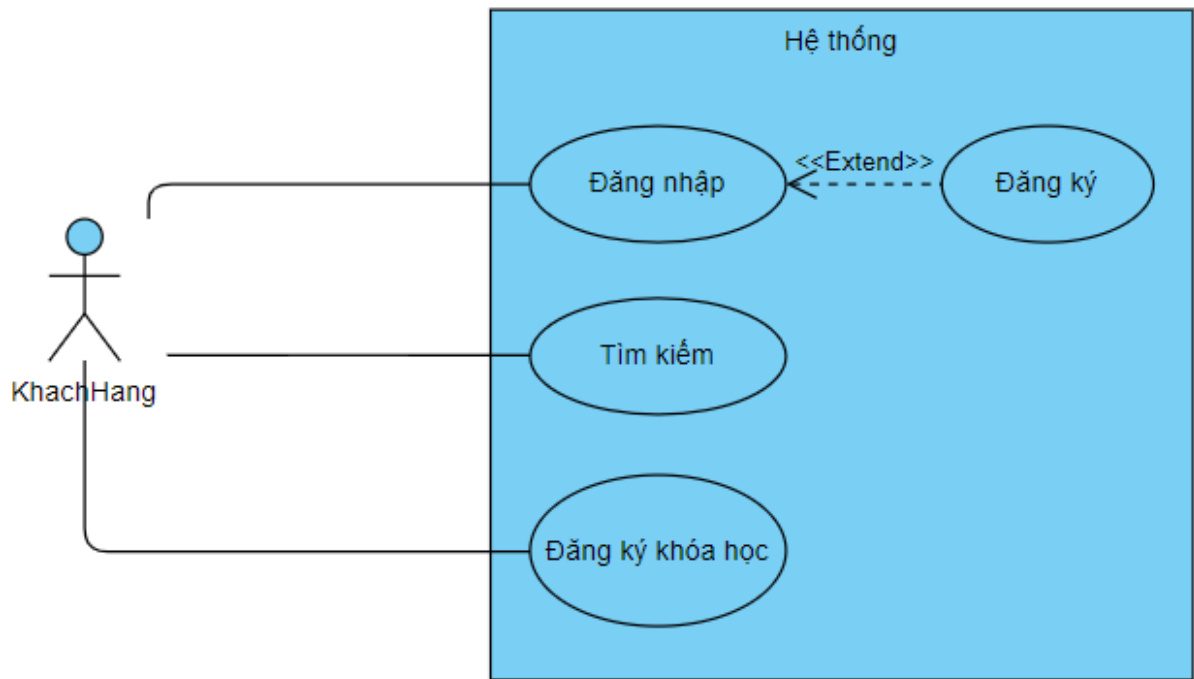 Hệ thống
Đăng nhập
<<Extend>>
Đăng ký
Tìm kiếm
KhachHang
Đăng ký khóa học